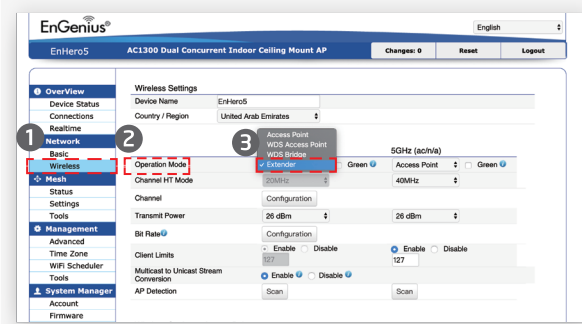 EnGenius®
English
EnHero5 AC1300 Dual Concurrent Indoor Ceiling Mount AP Changes: 0 Reset Logout
OverView
Device Status
Connections
Realtime
1
Network
Basic
Wireless
Mesh
Status
Settings
Tools
Management
Advanced
Time Zone
WiFi Scheduler
Tools
System Manager
Account
Firmware
Wireless Settings
Device Name EnHero5
Country / Region United Arab Emirates
2
3
Access Point
WDS Access Point
WDS Bridge
✓ Extender
5GHz (ac/n/a)
Operation Mode Green Access Point Green
Channel HT Mode 20MHz 40MHz
Channel Configuration
Transmit Power 26 dBm 26 dBm
Bit Rate Configuration
Client Limits Enable Disable Enable Disable
127 127
Multicast to Unicast Stream
Conversion Enable Disable
AP Detection Scan Scan